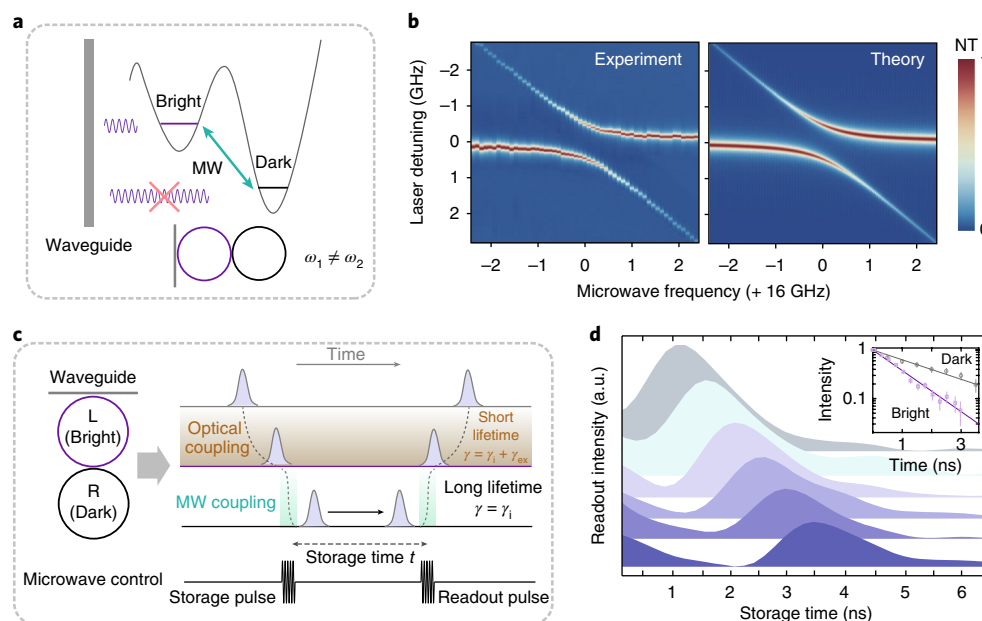 a
Bright
Dark
MW
Waveguide
ω1 ≠ ω2
b
Experiment
Theory
NT
Laser detuning (GHz)
−2
−1
0
1
2
−2 −1 0 1 2
−2 −1 0 1 2
Microwave frequency (+ 16 GHz)
c
Time
Waveguide
L
(Bright)
R
(Dark)
Optical
coupling
Short
lifetime
γ = γi + γex
MW coupling
Long lifetime
γ = γi
Storage time t
Microwave control
Storage pulse
Readout pulse
d
Readout intensity (a.u.)
1 2 3 4 5 6
Storage time (ns)
Intensity
1
0.1
Dark
Bright
1 3
Time (ns)